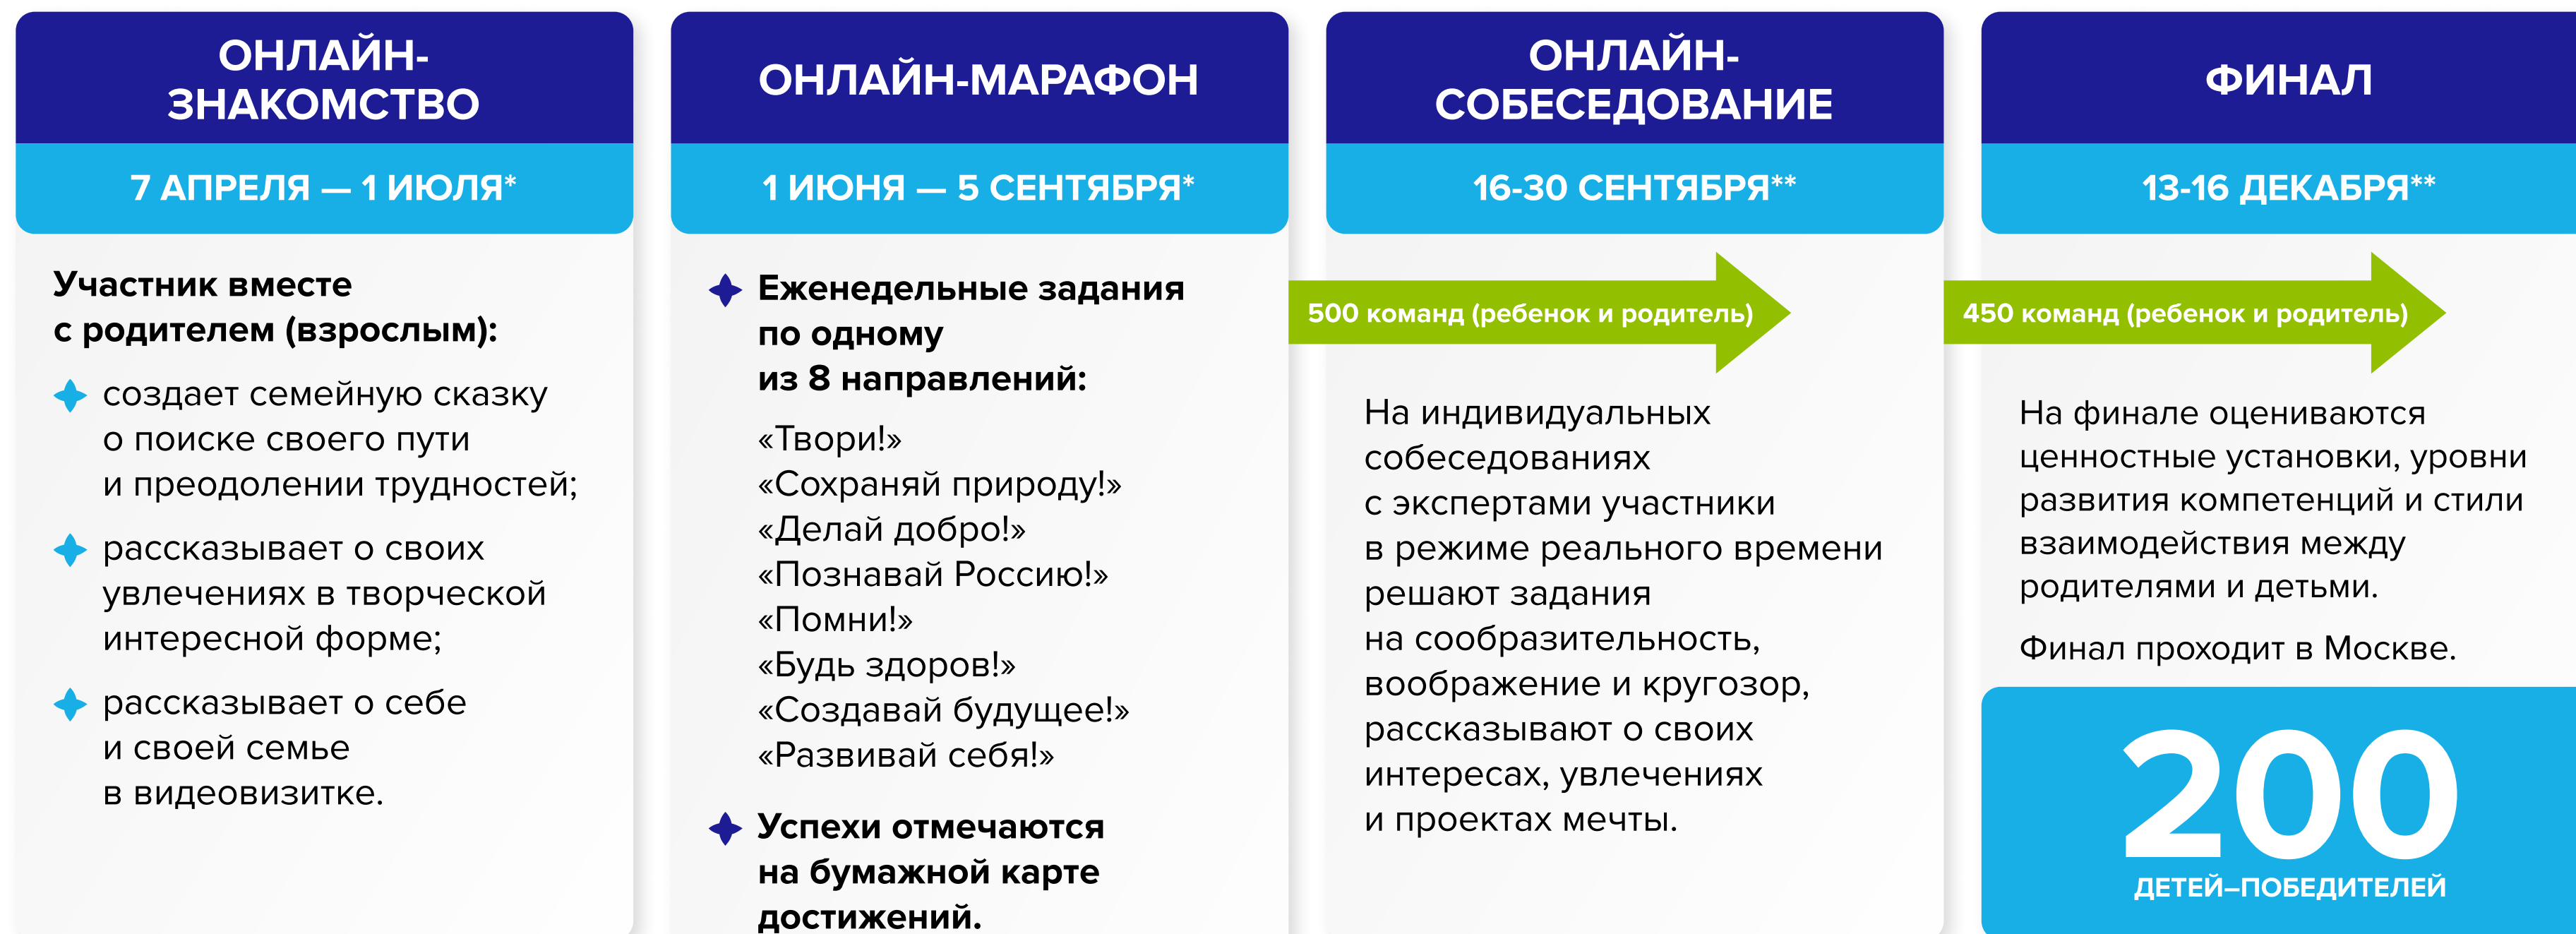 ОНЛАЙН-
ЗНАКОМСТВО
7 АПРЕЛЯ — 1 ИЮЛЯ*
Участник вместе
с родителем (взрослым):
создает семейную сказку
о поиске своего пути
и преодолении трудностей;
рассказывает о своих
увлечениях в творческой
интересной форме;
рассказывает о себе
и своей семье
в видеовизитке.
ОНЛАЙН-МАРАФОН
1 ИЮНЯ — 5 СЕНТЯБРЯ*
Еженедельные задания
по одному
из 8 направлений:
«Твори!»
«Сохраняй природу!»
«Делай добро!»
«Познавай Россию!»
«Помни!»
«Будь здоров!»
«Создавай будущее!»
«Развивай себя!»
Успехи отмечаются
на бумажной карте
достижений.
ОНЛАЙН-
СОБЕСЕДОВАНИЕ
16-30 СЕНТЯБРЯ**
500 команд (ребенок и родитель)
На индивидуальных
собеседованиях
с экспертами участники
в режиме реального времени
решают задания
на сообразительность,
воображение и кругозор,
рассказывают о своих
интересах, увлечениях
и проектах мечты.
ФИНАЛ
13-16 ДЕКАБРЯ**
450 команд (ребенок и родитель)
На финале оцениваются
ценностные установки, уровни
развития компетенций и стили
взаимодействия между
родителями и детьми.
Финал проходит в Москве.
200
ДЕТЕЙ–ПОБЕДИТЕЛЕЙ